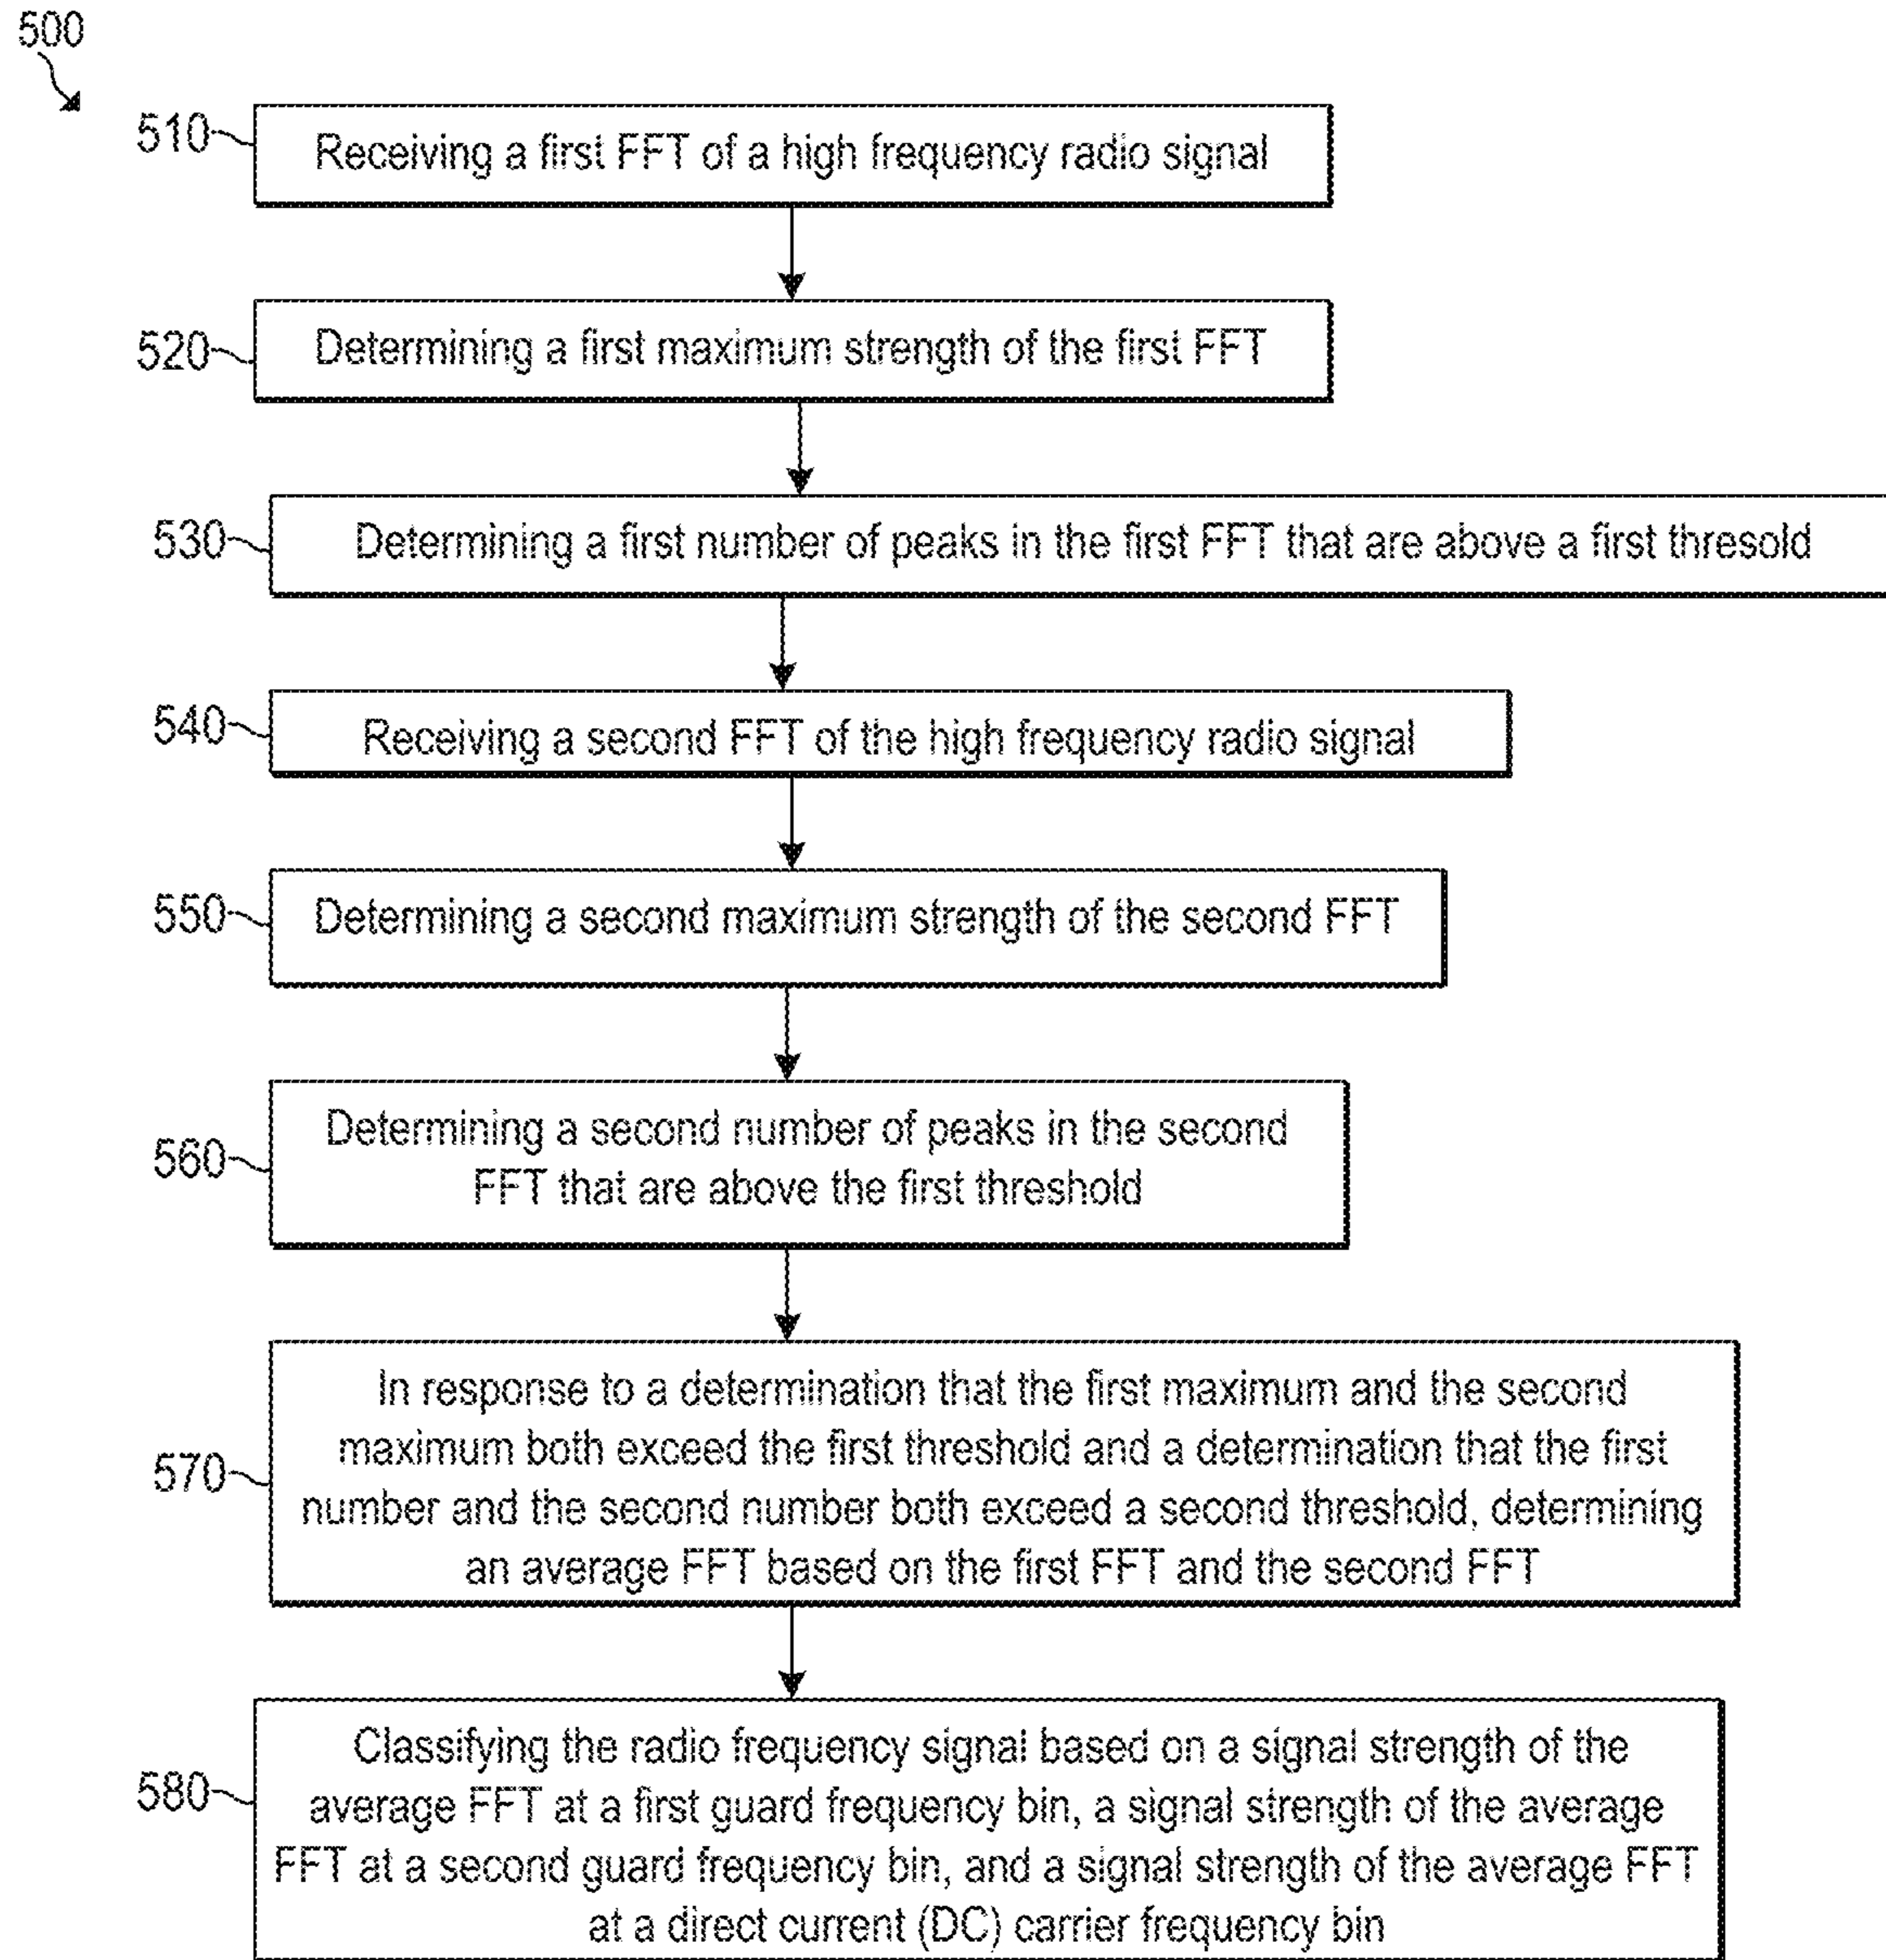 500
510
Receiving a first FFT of a high frequency radio signal
520
Determining a first maximum strength of the first FFT
530
Determining a first number of peaks in the first FFT that are above a first thresold
540
Receiving a second FFT of the high frequency radio signal
550
Determining a second maximum strength of the second FFT
560
Determining a second number of peaks in the second
FFT that are above the first threshold
570
In response to a determination that the first maximum and the second
maximum both exceed the first threshold and a determination that the first
number and the second number both exceed a second threshold, determining
an average FFT based on the first FFT and the second FFT
580
Classifying the radio frequency signal based on a signal strength of the
average FFT at a first guard frequency bin, a signal strength of the average
FFT at a second guard frequency bin, and a signal strength of the average FFT
at a direct current (DC) carrier frequency bin